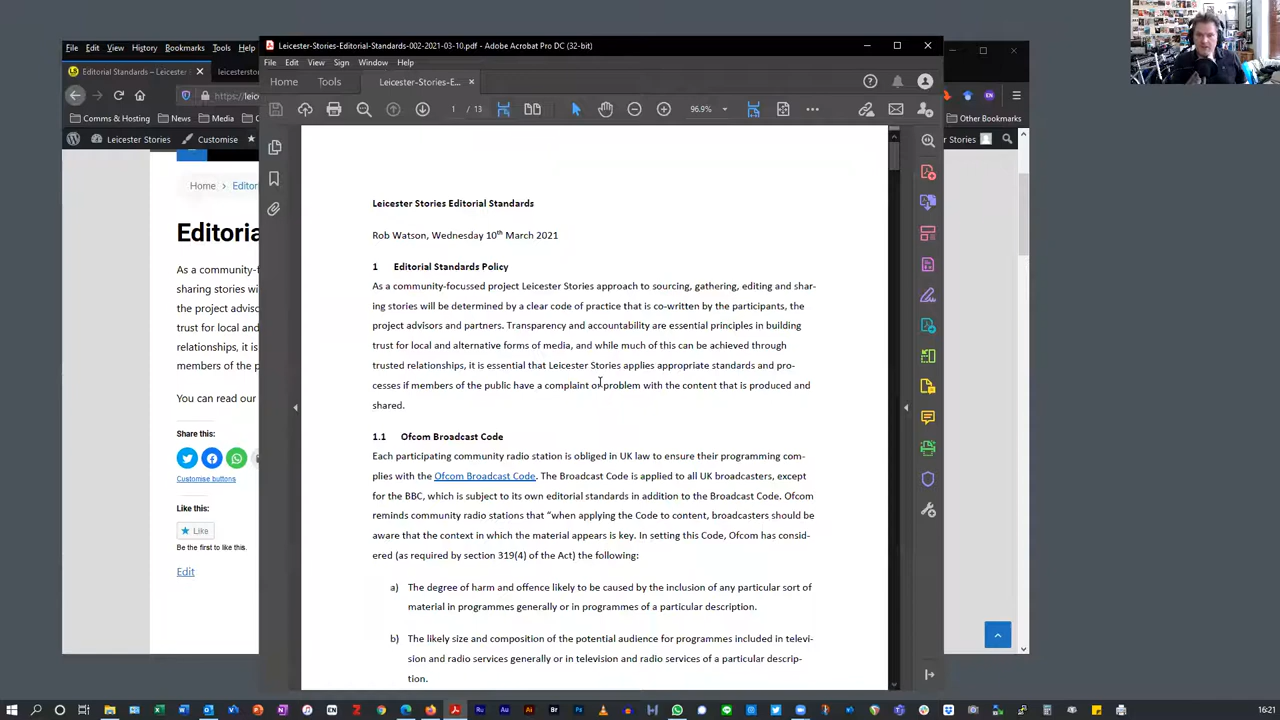 Leicester-Stories-Editorial-Standards-002-2021-03-10.pdf - Adobe Acrobat Pro DC (32-bit)
File Edit View History Bookmarks Tools
File Edit View Sign Window Help
Editorial Standards – Leicester
leicestersto
Home Tools Leicester-Stories-E...
https://leic
1 / 13
96.9%
Comms & Hosting News Media
Other Bookmarks
Leicester Stories Customise
Stories
Home › Editor
Editoria
As a community-f
sharing stories wi
the project adviso
trust for local and
relationships, it is
members of the p
You can read our
Share this:
Customise buttons
Like this:
Like
Be the first to like this.
Edit
Leicester Stories Editorial Standards
Rob Watson, Wednesday 10th March 2021
1 Editorial Standards Policy
As a community-focussed project Leicester Stories approach to sourcing, gathering, editing and shar-
ing stories will be determined by a clear code of practice that is co-written by the participants, the
project advisors and partners. Transparency and accountability are essential principles in building
trust for local and alternative forms of media, and while much of this can be achieved through
trusted relationships, it is essential that Leicester Stories applies appropriate standards and pro-
cesses if members of the public have a complaint or problem with the content that is produced and
shared.
1.1 Ofcom Broadcast Code
Each participating community radio station is obliged in UK law to ensure their programming com-
plies with the Ofcom Broadcast Code. The Broadcast Code is applied to all UK broadcasters, except
for the BBC, which is subject to its own editorial standards in addition to the Broadcast Code. Ofcom
reminds community radio stations that “when applying the Code to content, broadcasters should be
aware that the context in which the material appears is key. In setting this Code, Ofcom has consid-
ered (as required by section 319(4) of the Act) the following:
a) The degree of harm and offence likely to be caused by the inclusion of any particular sort of
material in programmes generally or in programmes of a particular description.
b) The likely size and composition of the potential audience for programmes included in televi-
sion and radio services generally or in television and radio services of a particular descrip-
tion.
16:21